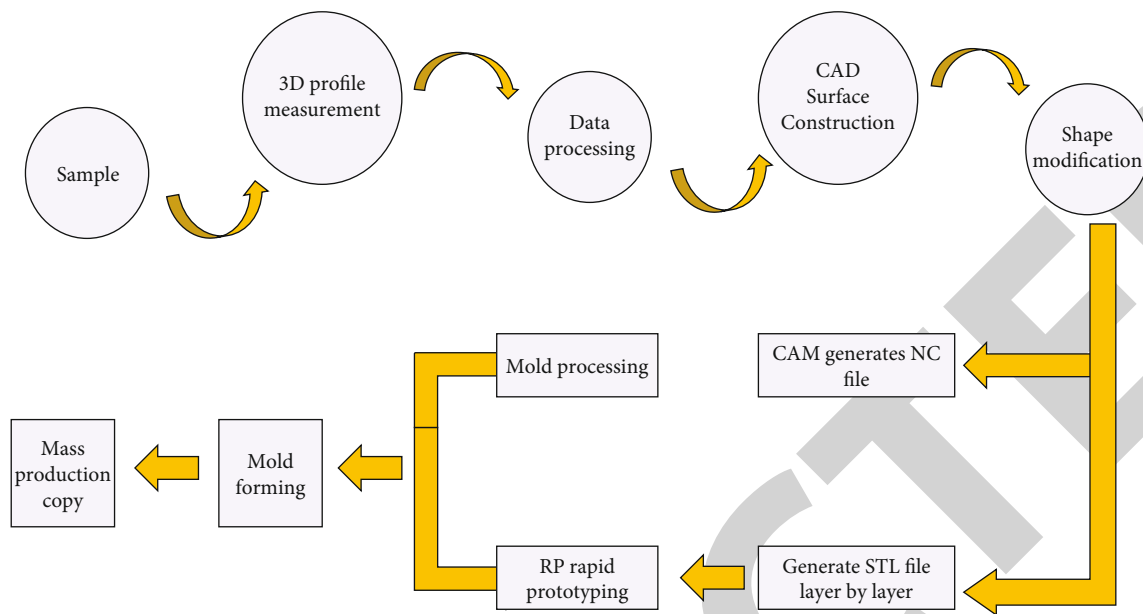 Sample
3D profile
measurement
Data
processing
CAD
Surface
Construction
Shape
modification
CAM generates NC
file
Generate STL file
layer by layer
Mold processing
RP rapid
prototyping
Mold
forming
Mass
production
copy